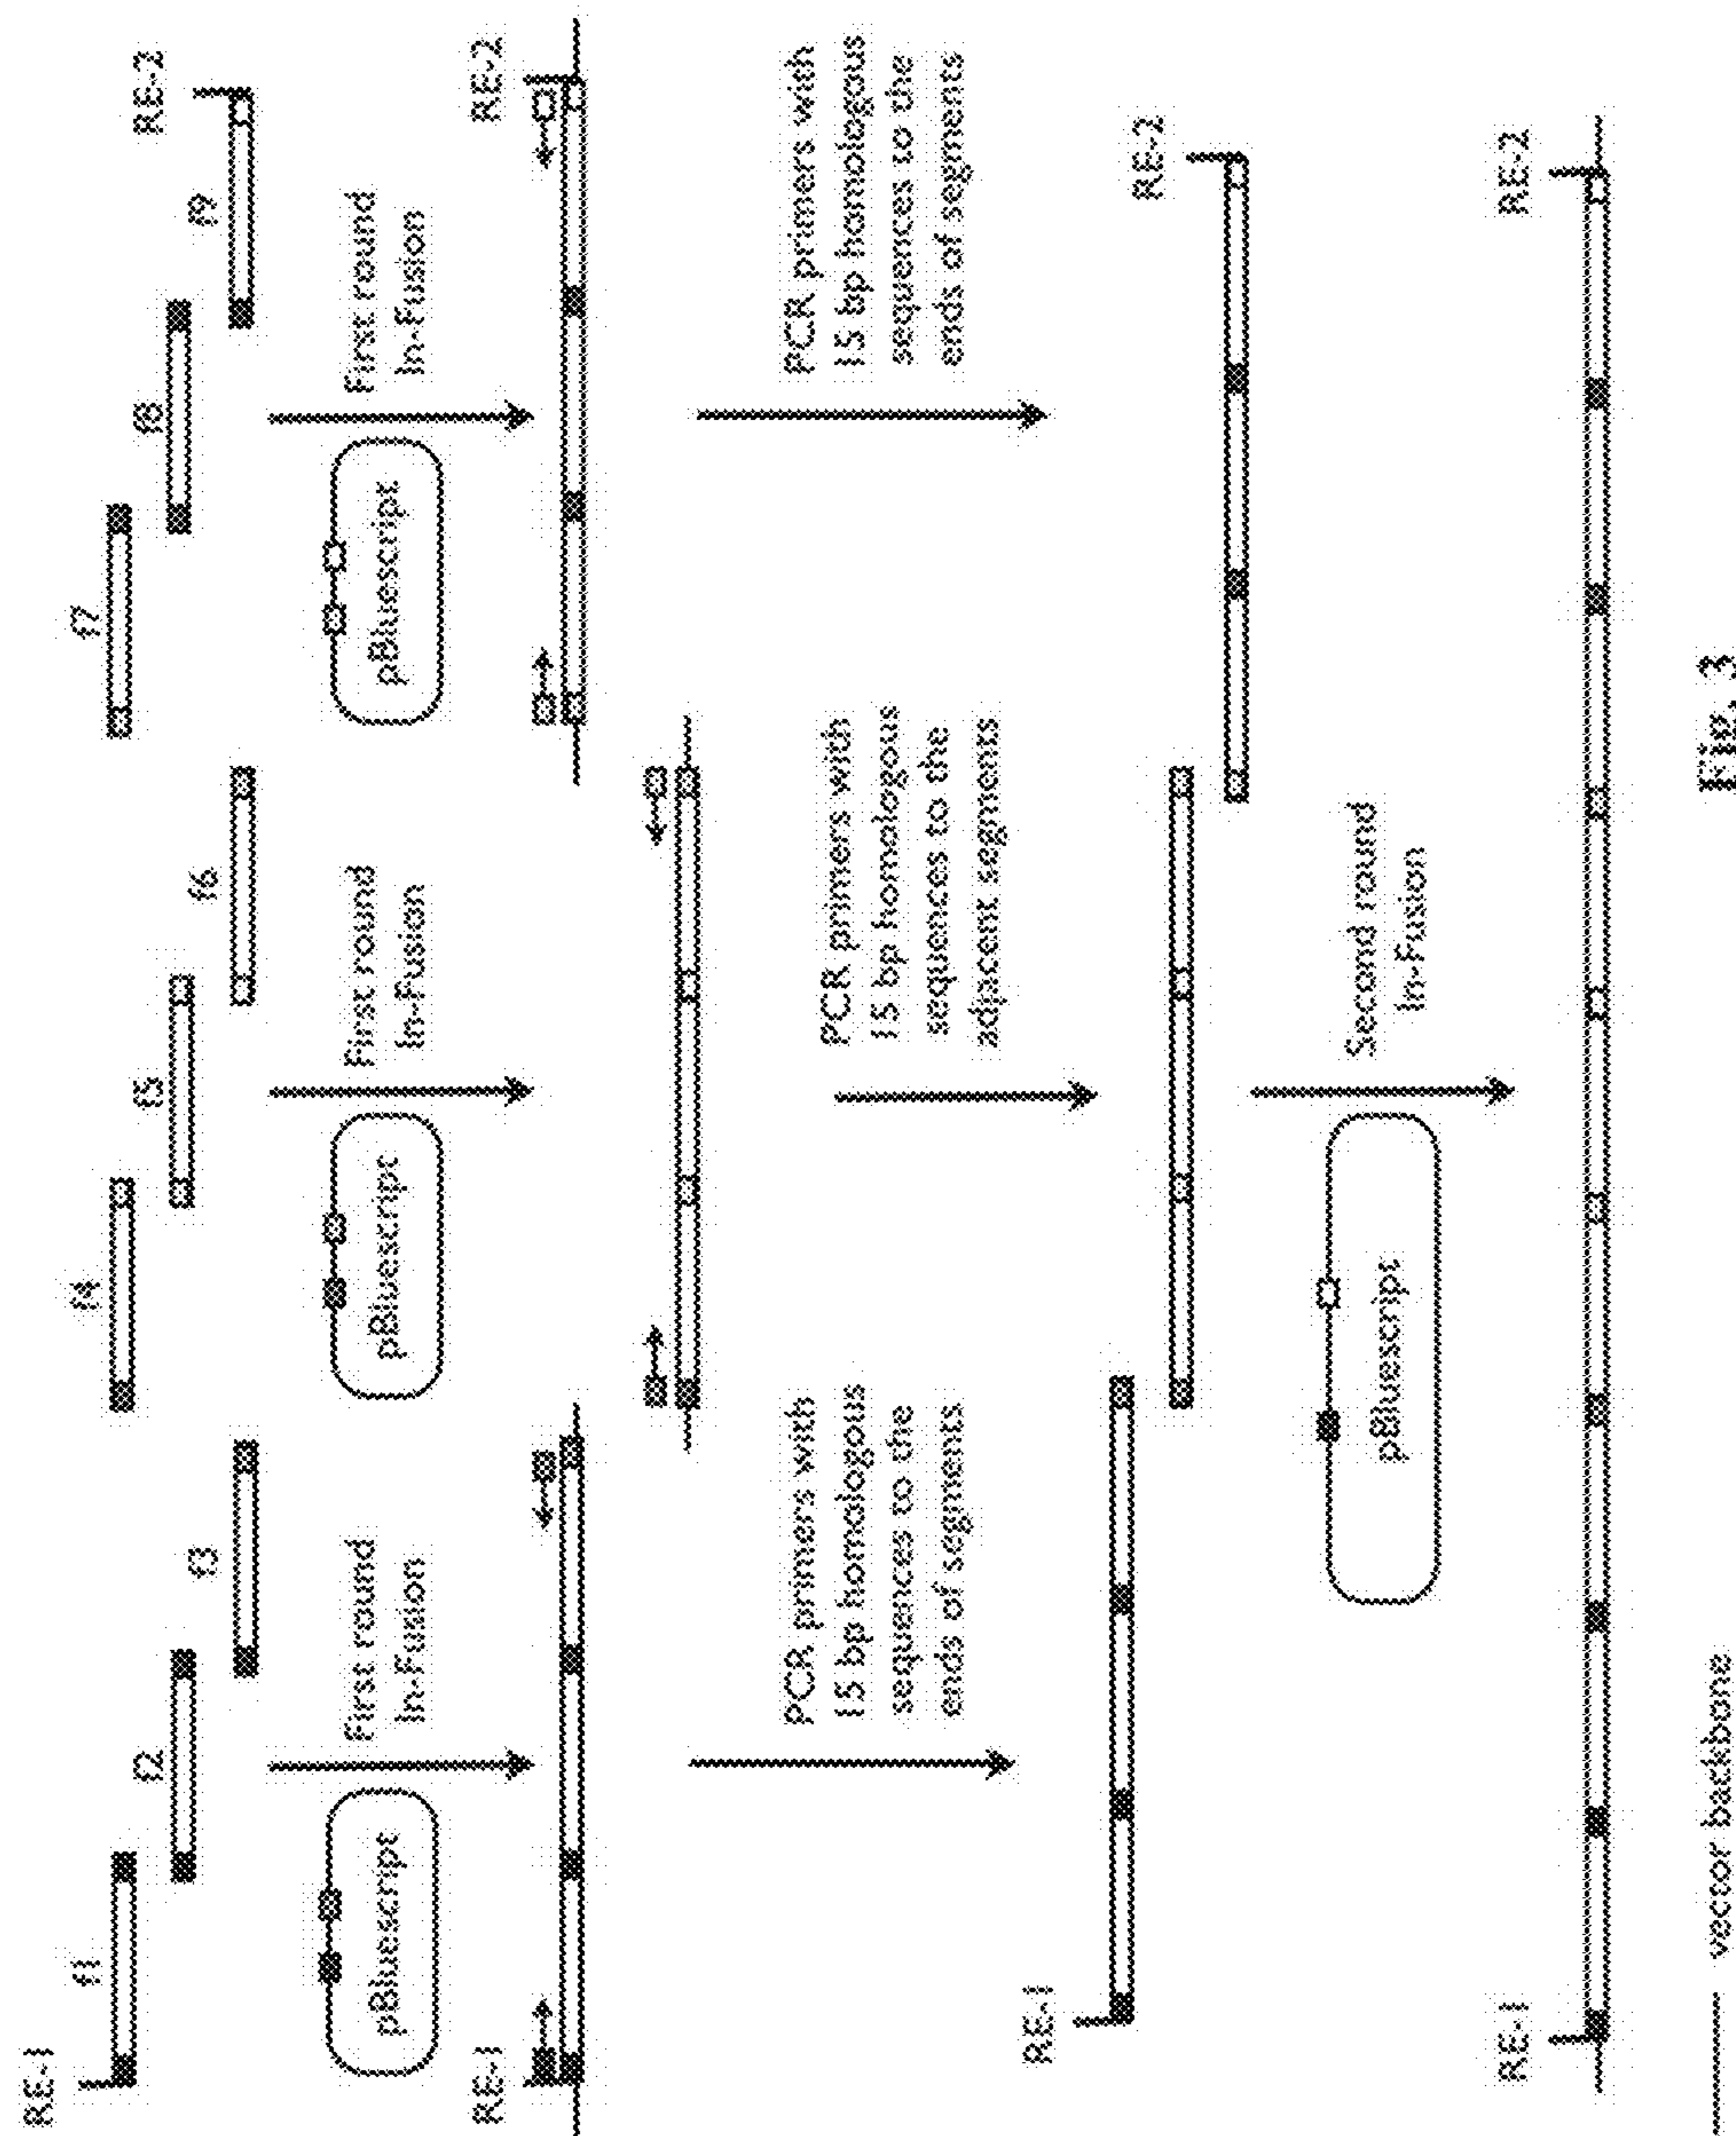 RE-1
f1
f2
f3
f4
f5
f6
f7
f8
f9
RE-2
pBluescript
First round
In-Fusion
pBluescript
First round
In-Fusion
pBluescript
First round
In-Fusion
RE-1
RE-2
PCR primers with
15 bp homologous
sequences to the
ends of segments
PCR primers with
15 bp homologous
sequences to the
adjacent segments
PCR primers with
15 bp homologous
sequences to the
ends of segments
RE-1
RE-2
pBluescript
Second round
In-Fusion
RE-1
RE-2
vector backbone
Fig. 3